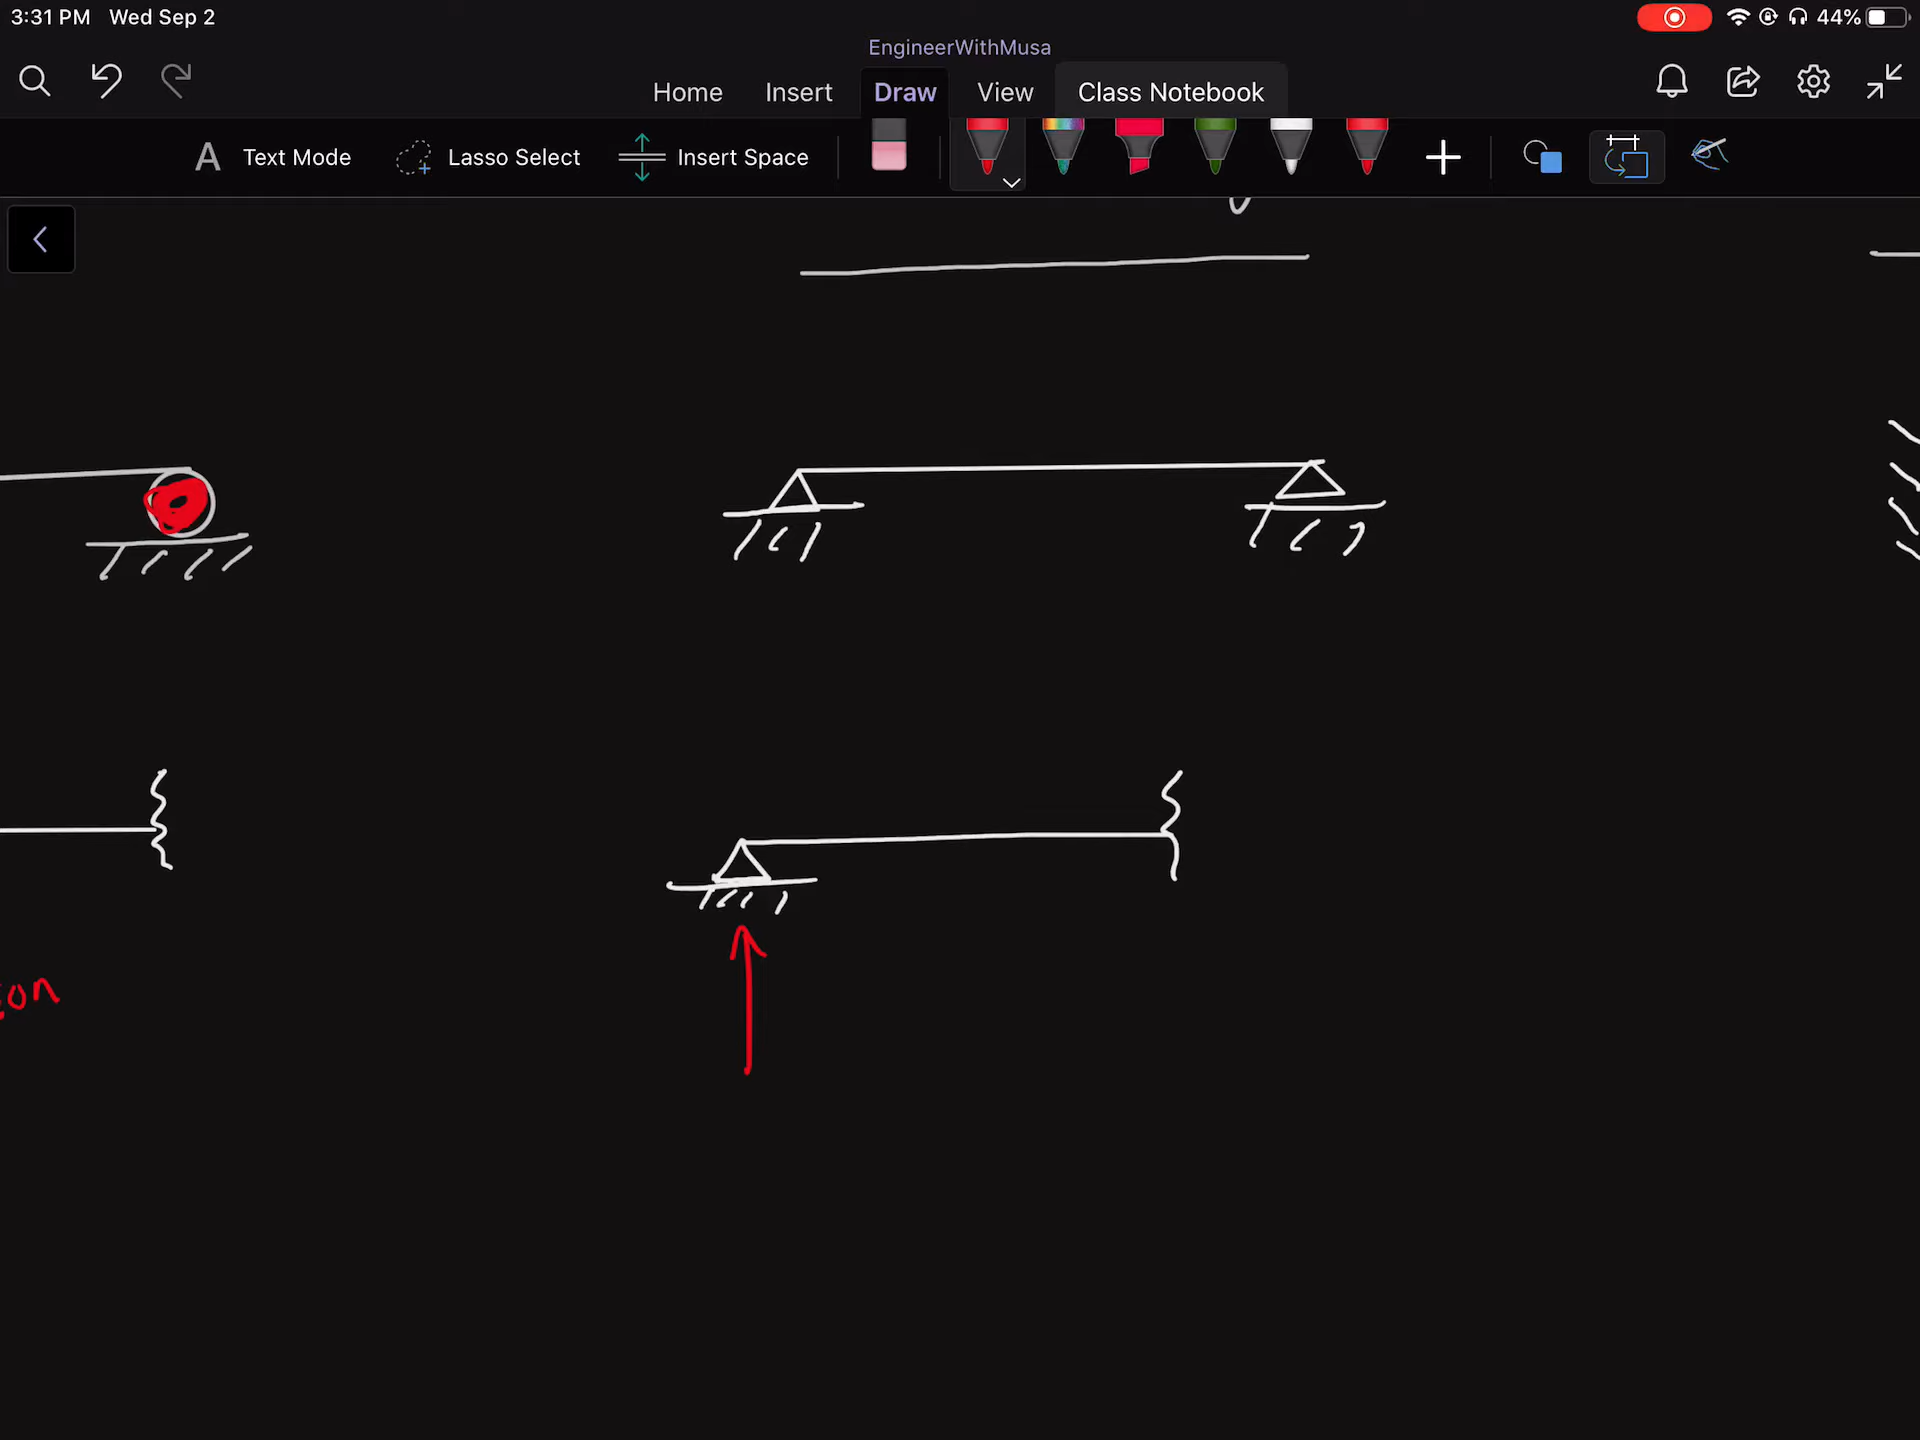 3:31 PM Wed Sep 2
44%
EngineerWithMusa
Home Insert Draw View Class Notebook
A Text Mode Lasso Select Insert Space